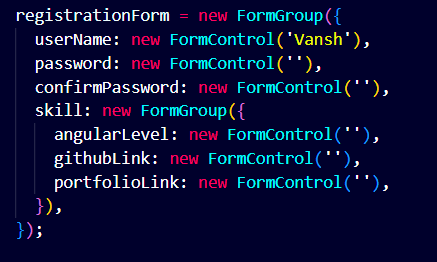 registrationForm = new FormGroup({
  userName: new FormControl('Vansh'),
  password: new FormControl(''),
  confirmPassword: new FormControl(''),
  skill: new FormGroup({
    angularLevel: new FormControl(''),
    githubLink: new FormControl(''),
    portfolioLink: new FormControl(''),
  }),
});